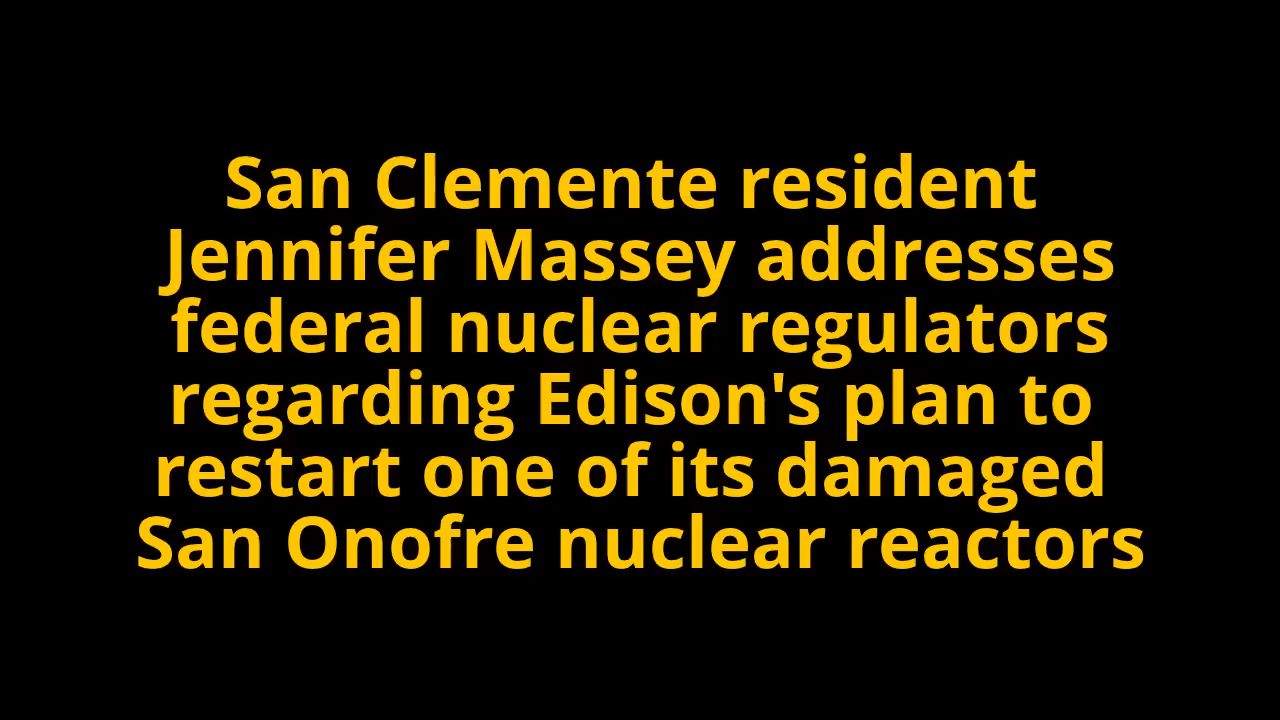 San Clemente resident
Jennifer Massey addresses
federal nuclear regulators
regarding Edison's plan to
restart one of its damaged
San Onofre nuclear reactors